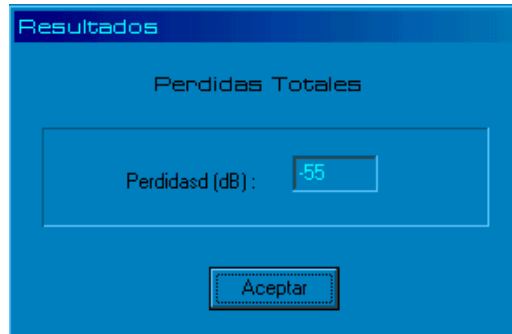 Resultados
Perdidas Totales
Perdidasd (dB) : -55
Aceptar